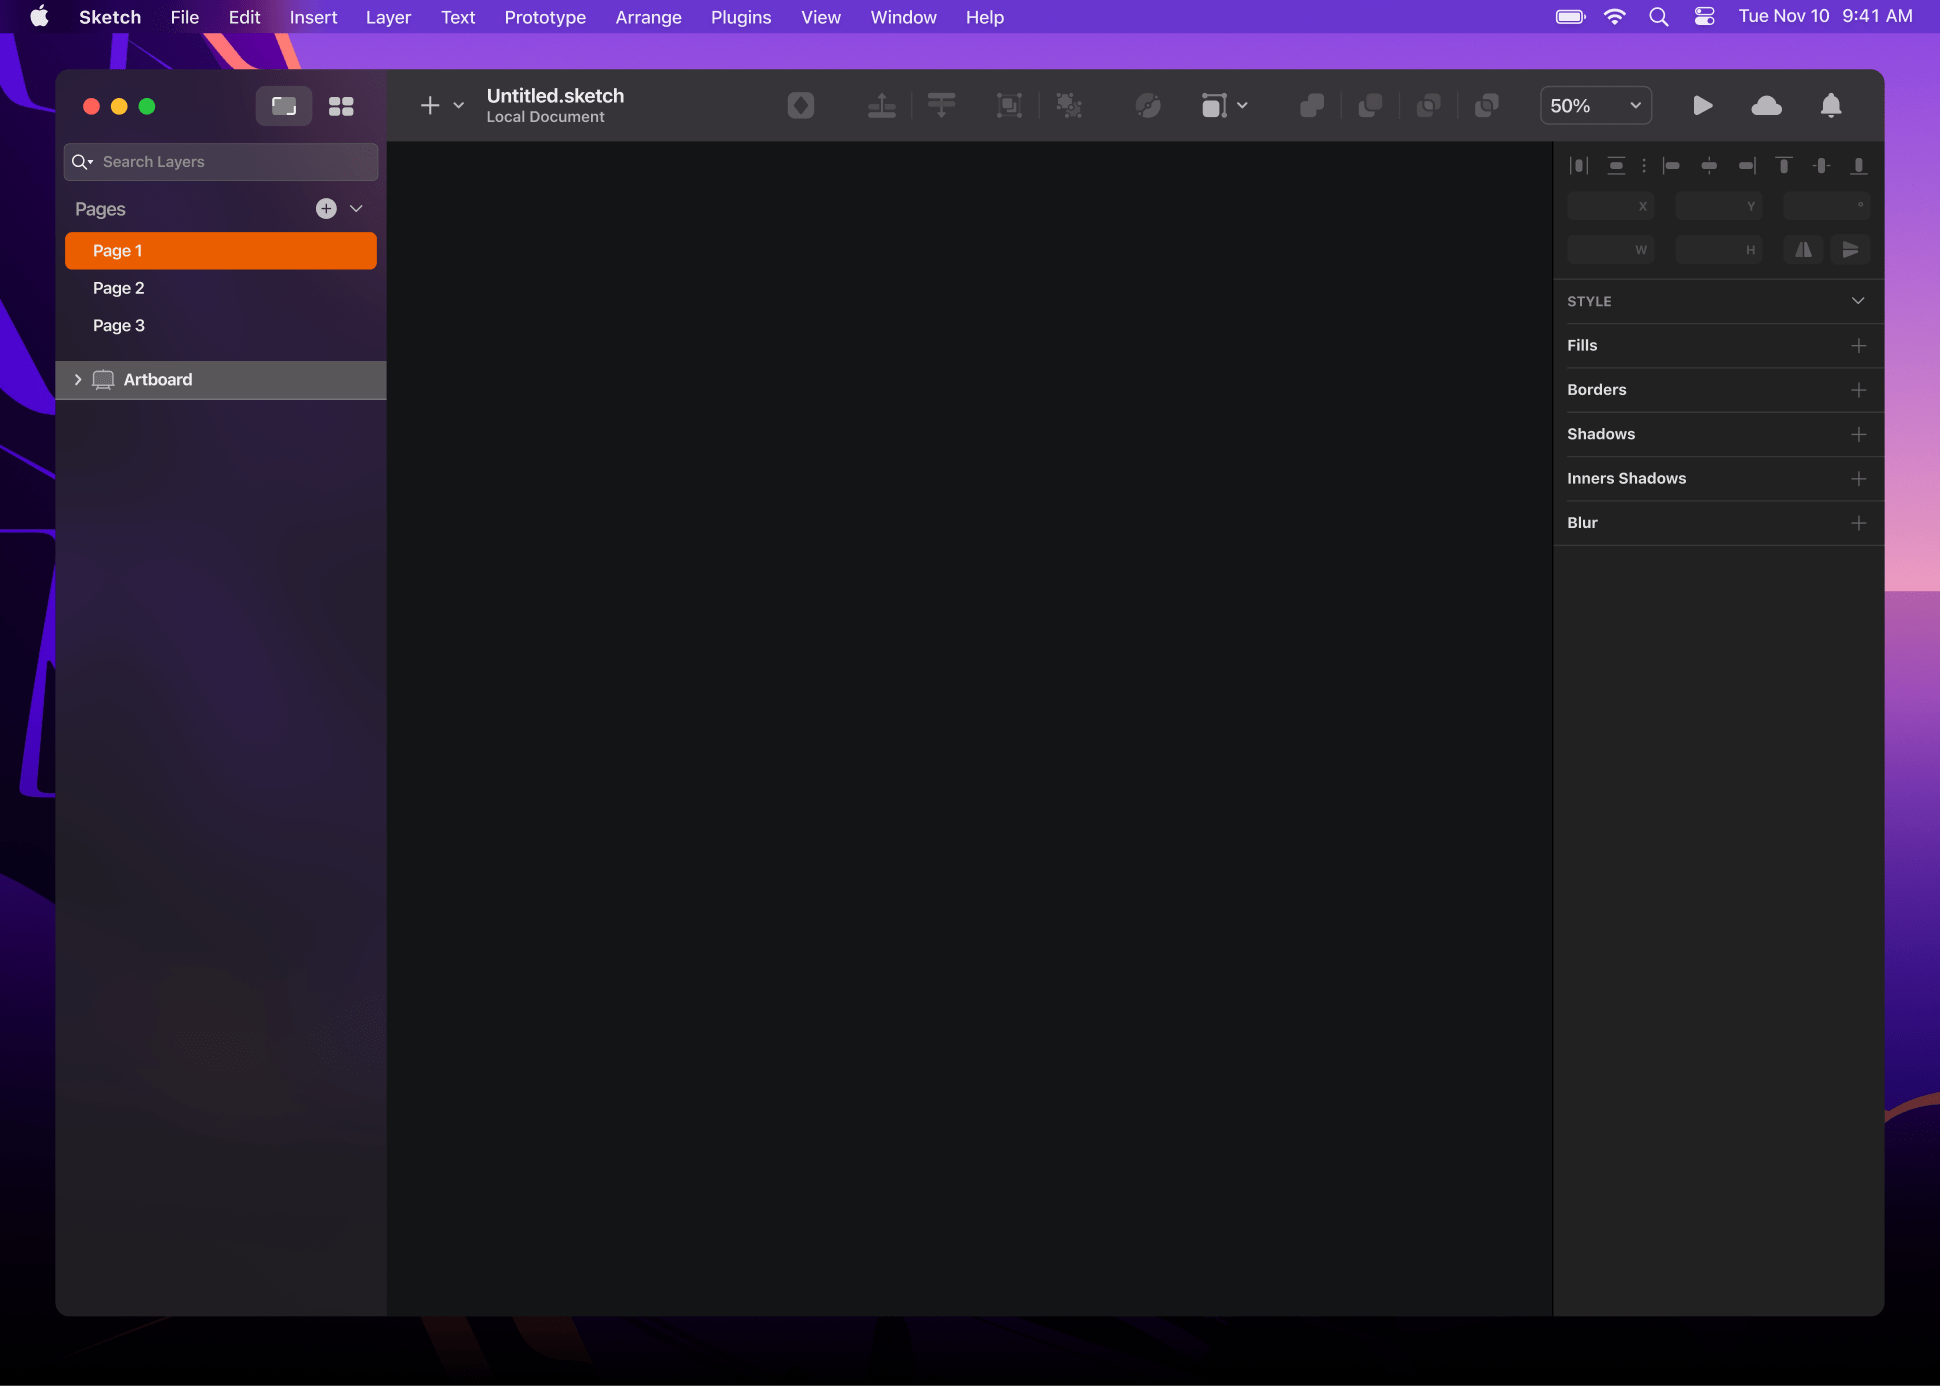 Sketch File Edit Insert Layer Text Prototype Arrange Plugins View Window Help Tue Nov 10 9:41 AM
Untitled.sketch
Local Document
50%
Search Layers
Pages
Page 1
Page 2
Page 3
Artboard
X Y °
W H
STYLE
Fills
Borders
Shadows
Inners Shadows
Blur